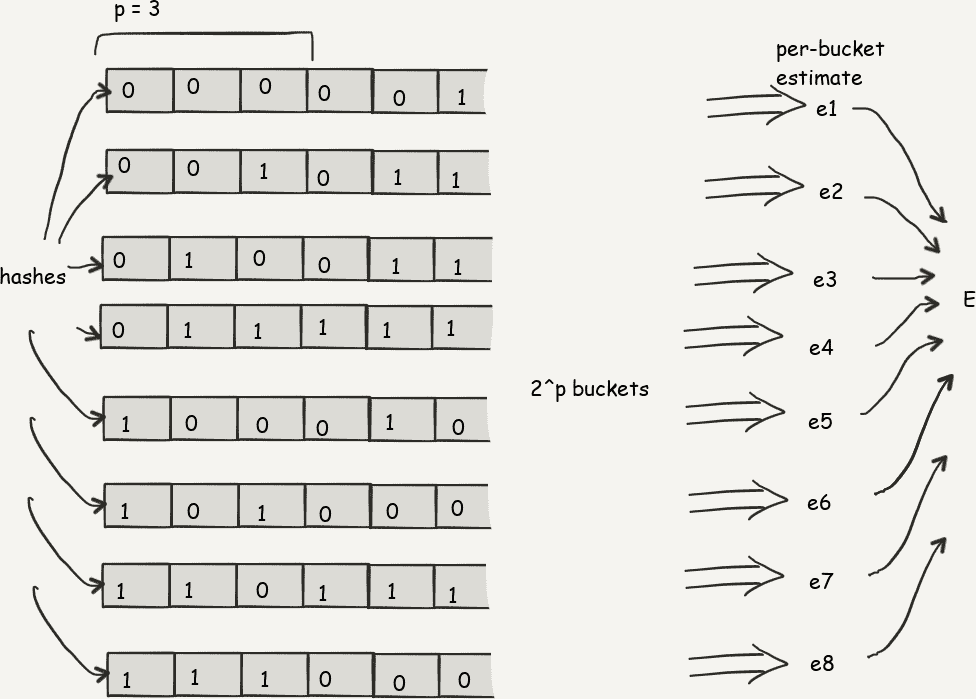 p = 3
per-bucket
estimate
0 0 0 0 0 1
e1
0 0 1 0 1 1
e2
hashes
0 1 0 0 1 1
e3
E
0 1 1 1 1 1
e4
2^p buckets
1 0 0 0 1 0
e5
1 0 1 0 0 0
e6
1 1 0 1 1 1
e7
1 1 1 0 0 0
e8